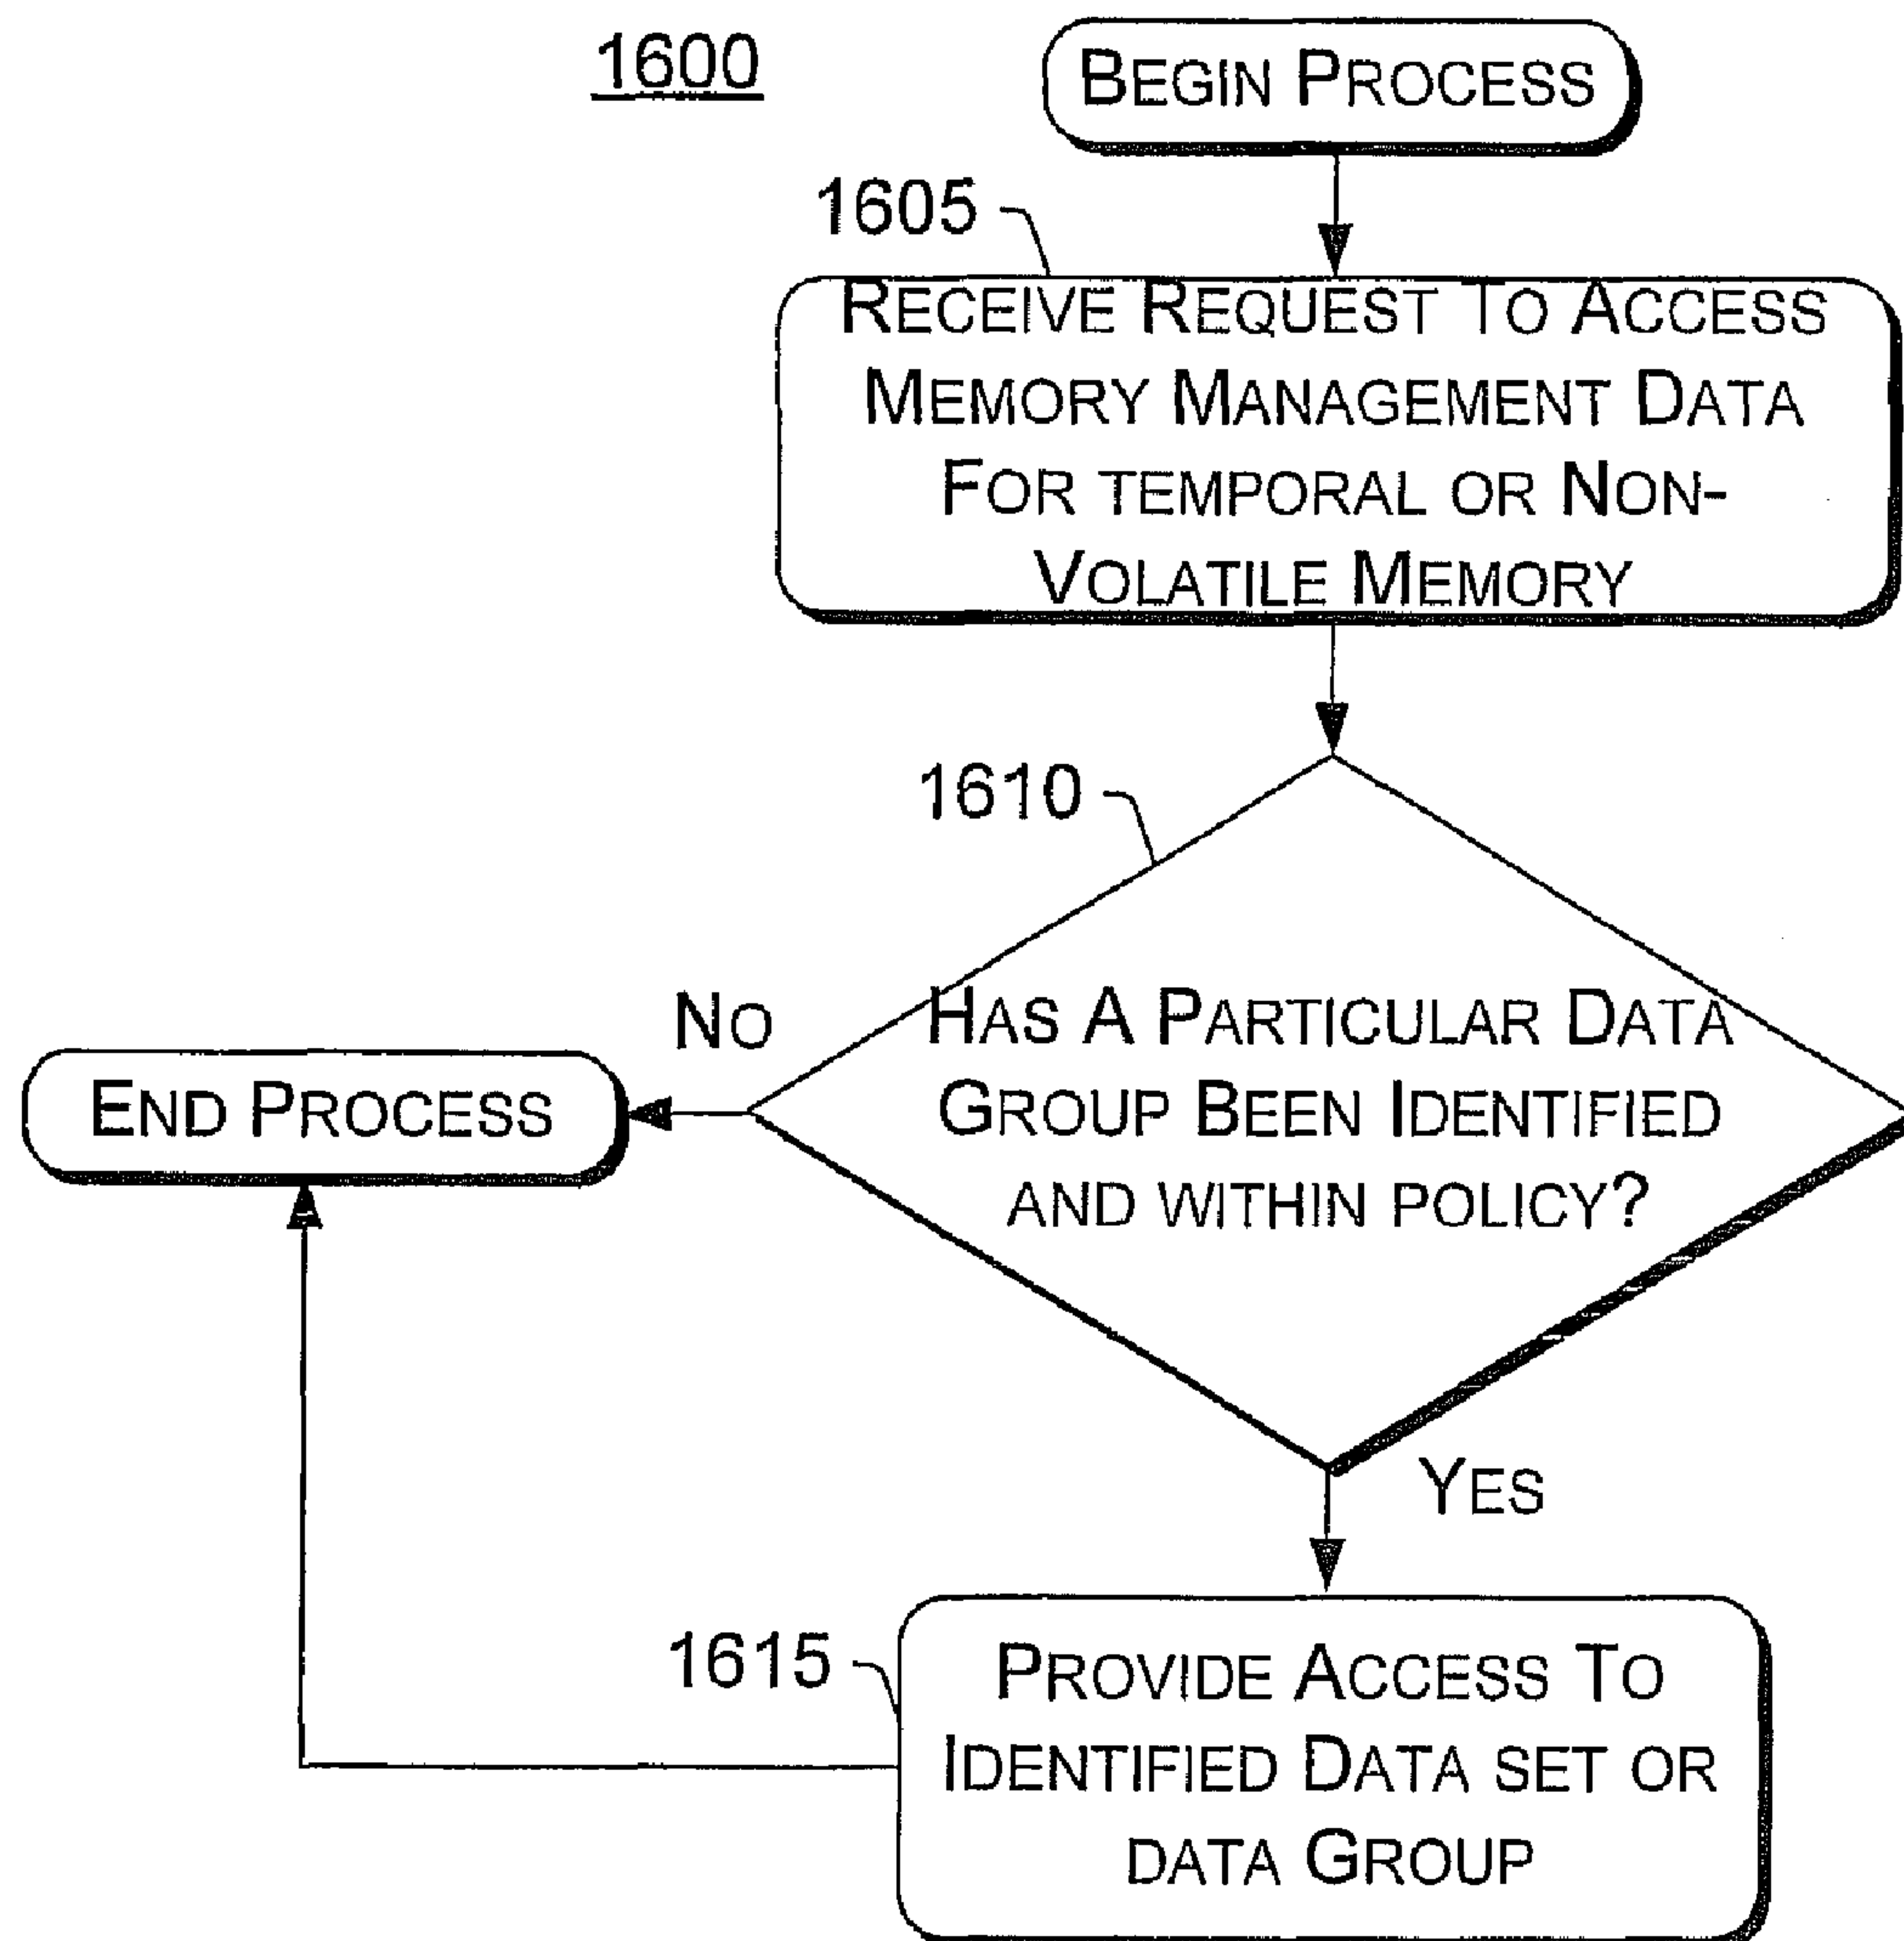 1600
BEGIN PROCESS
1605
RECEIVE REQUEST TO ACCESS
MEMORY MANAGEMENT DATA
FOR TEMPORAL OR NON-
VOLATILE MEMORY
1610
NO
HAS A PARTICULAR DATA
GROUP BEEN IDENTIFIED
AND WITHIN POLICY?
END PROCESS
YES
1615
PROVIDE ACCESS TO
IDENTIFIED DATA SET OR
DATA GROUP